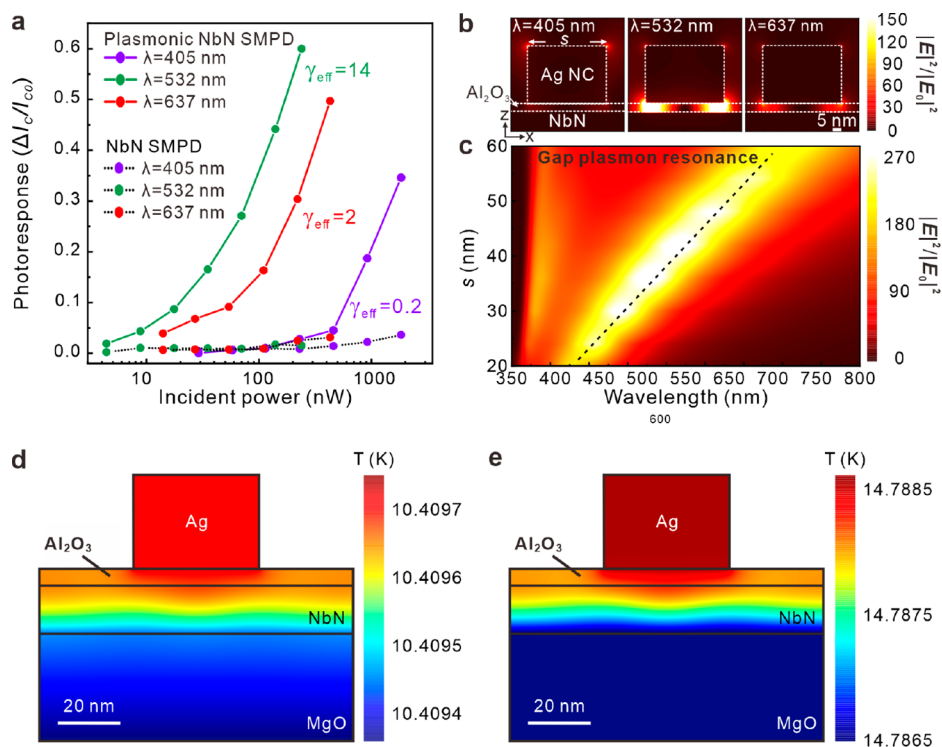 a
Plasmonic NbN SMPD
λ=405 nm
λ=532 nm
λ=637 nm
NbN SMPD
λ=405 nm
λ=532 nm
λ=637 nm
γeff=14
γeff=2
γeff=0.2
0.6
0.5
0.4
0.3
0.2
0.1
0.0
Photoresponse (ΔIc/Ic0)
10 100 1000
Incident power (nW)
b
λ=405 nm λ=532 nm λ=637 nm
s
Ag NC
Al2O3
NbN
Z
X
5 nm
150
120
90
60
30
0
|E|²/|E0|²
c
Gap plasmon resonance
60
50
40
30
20
s (nm)
350 400 450 500 550 650 700 800
Wavelength (nm)
600
270
180
90
0
|E|²/|E0|²
d
T (K)
Ag
Al2O3
NbN
MgO
20 nm
10.4097
10.4096
10.4095
10.4094
e
T (K)
Ag
Al2O3
NbN
MgO
20 nm
14.7885
14.7875
14.7865